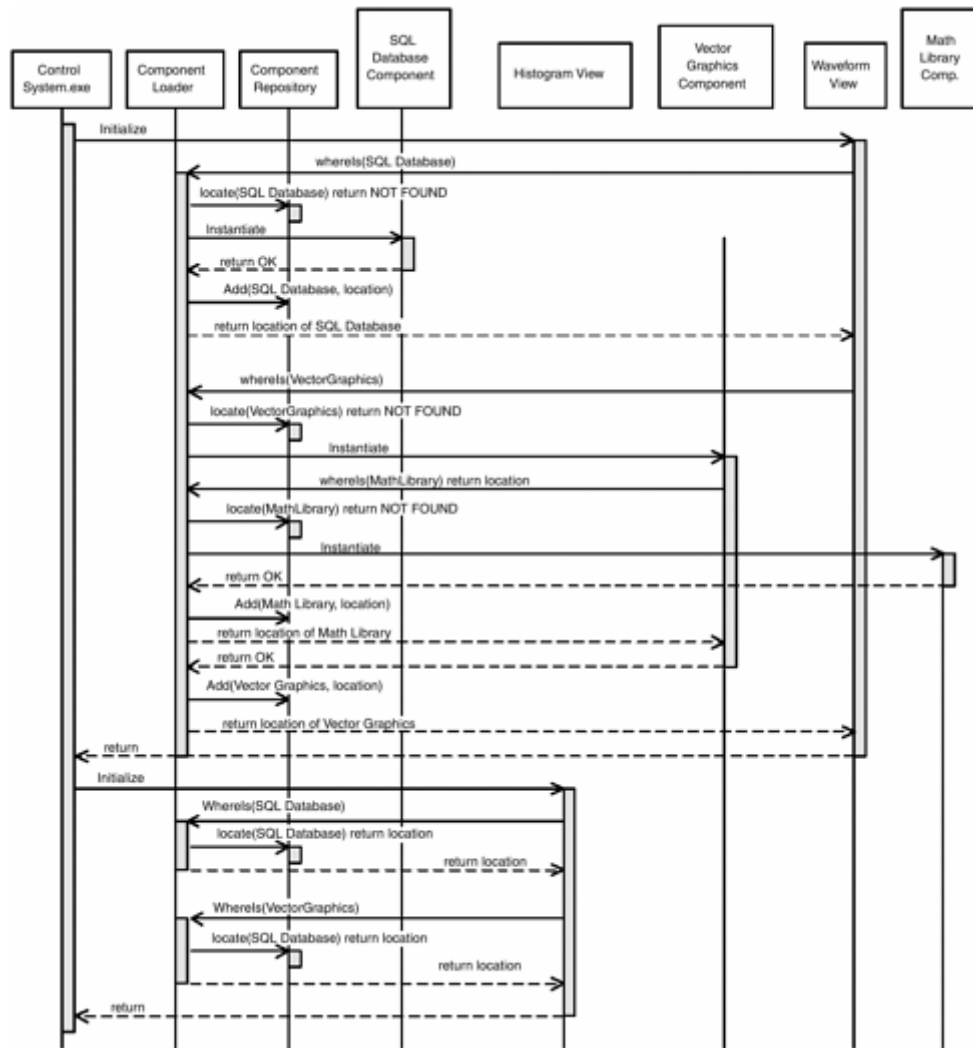 Control
System.exe
Component
Loader
Component
Repository
SQL
Database
Component
Histogram View
Vector
Graphics
Component
Waveform
View
Math
Library
Comp.
Initialize
whereIs(SQL Database)
locate(SQL Database) return NOT FOUND
Instantiate
return OK
Add(SQL Database, location)
return location of SQL Database
whereIs(VectorGraphics)
locate(VectorGraphics) return NOT FOUND
Instantiate
whereIs(MathLibrary) return location
locate(MathLibrary) return NOT FOUND
Instantiate
return OK
Add(Math Library, location)
return location of Math Library
return OK
Add(Vector Graphics, location)
return location of Vector Graphics
return
Initialize
WhereIs(SQL Database)
locate(SQL Database) return location
return location
WhereIs(VectorGraphics)
locate(SQL Database) return location
return location
return